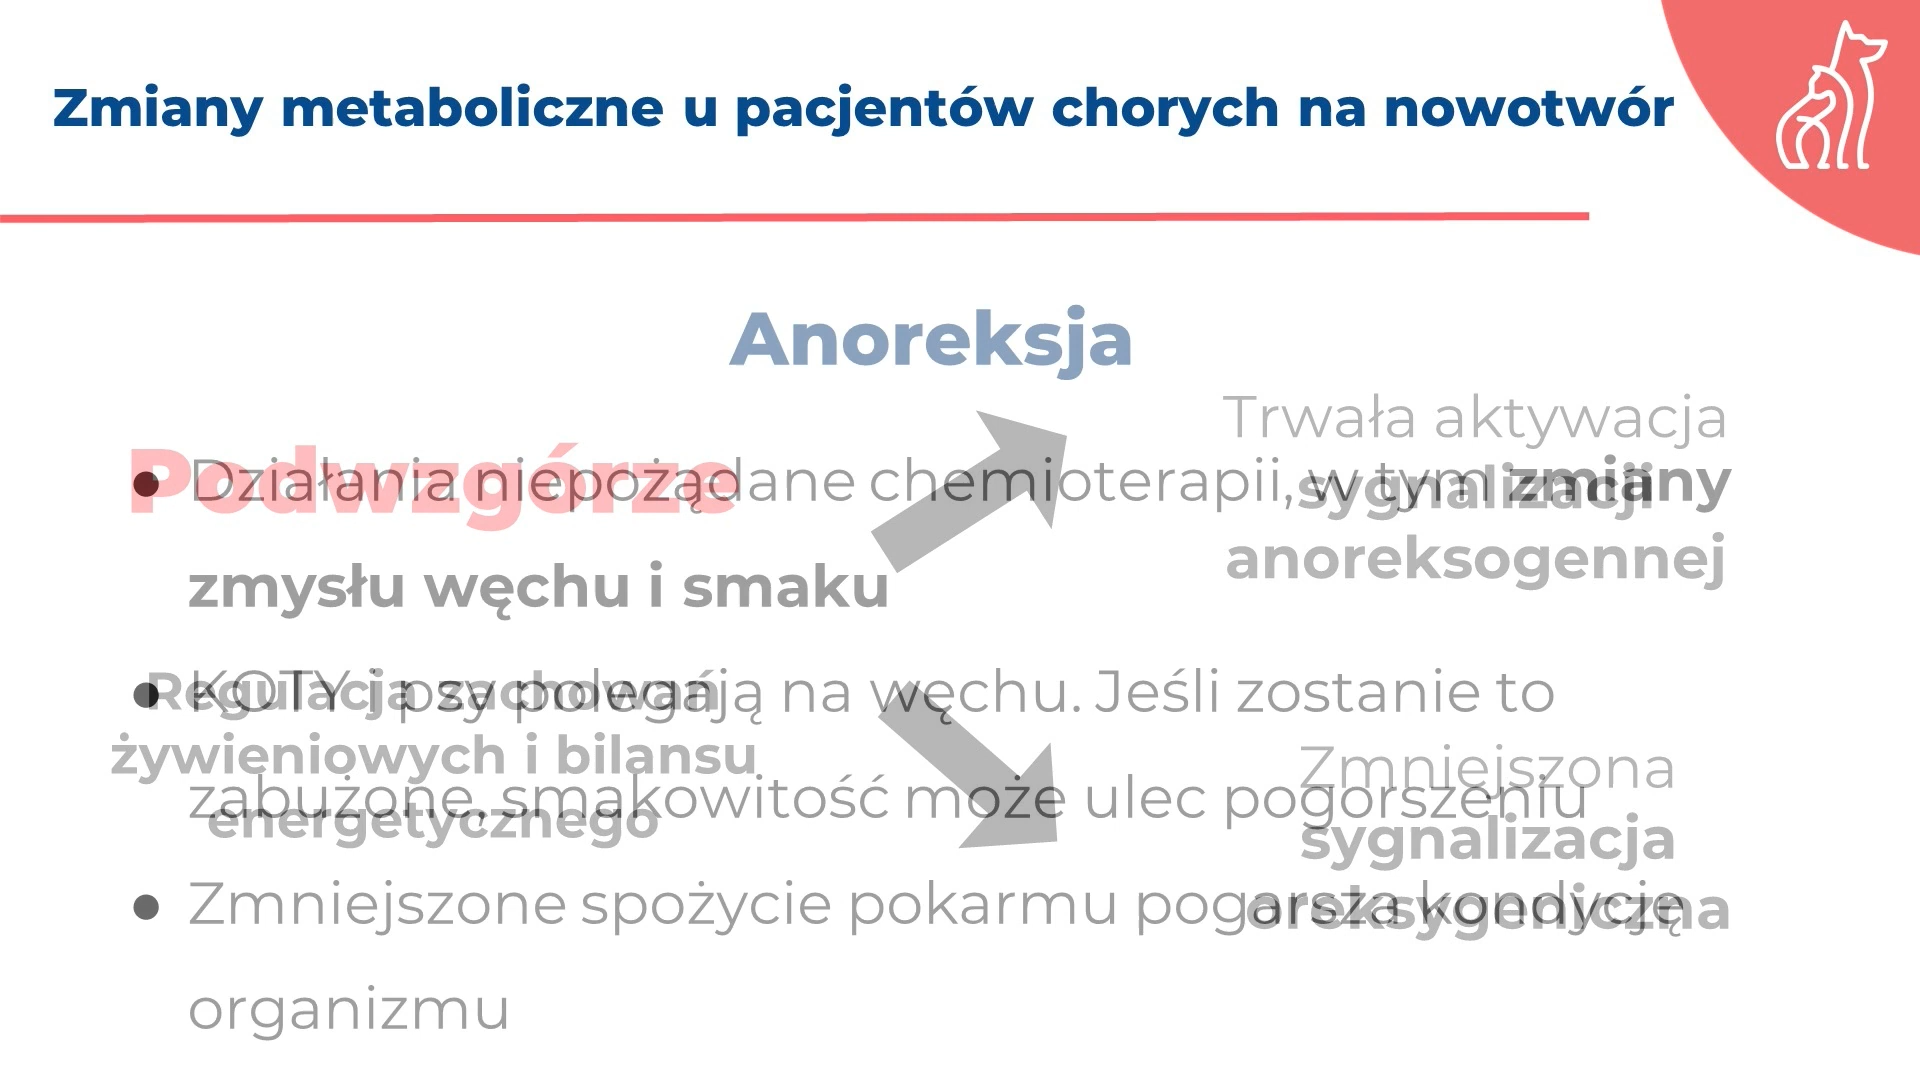 Zmiany metaboliczne u pacjentów chorych na nowotwór
Anoreksja
Podwzgórze
Regulacja zachowań
żywieniowych i bilansu
energetycznego
Trwała aktywacja
sygnalizacji
anoreksogennej
Zmniejszona
sygnalizacja
oreksygeniczna
● Działania niepożądane chemioterapii, w tym zmiany
zmysłu węchu i smaku
● KOTY i psy polegają na węchu. Jeśli zostanie to
zaburzone, smakowitość może ulec pogorszeniu
● Zmniejszone spożycie pokarmu pogarsza kondycję
organizmu